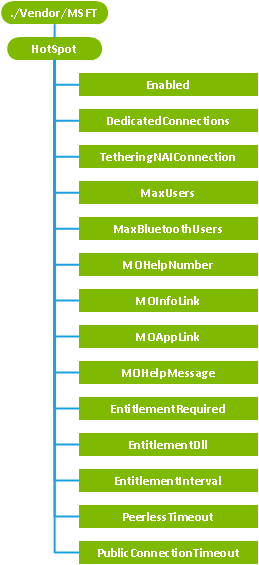 ./Vendor/MSFT
HotSpot
Enabled
DedicatedConnections
TetheringNAIConnection
MaxUsers
MaxBluetoothUsers
MOHelpNumber
MOInfoLink
MOAppLink
MOHelpMessage
EntitlementRequired
EntitlementDll
EntitlementInterval
PeerlessTimeout
PublicConnectionTimeout